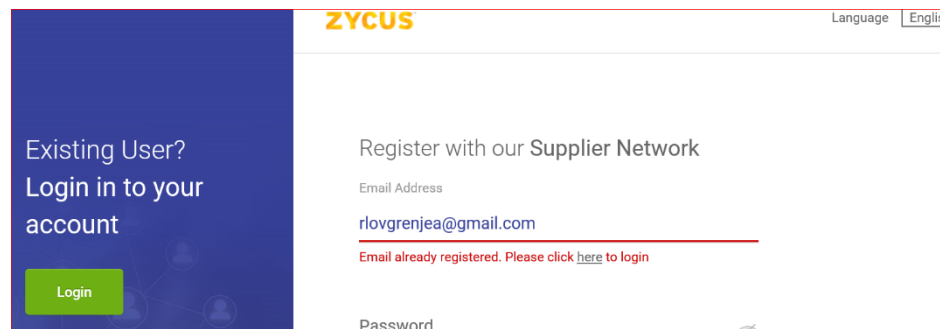 ZYCUS
Language Englis
Existing User?
Login in to your
account
Login
Register with our Supplier Network
Email Address
rlovgrenjea@gmail.com
Email already registered. Please click here to login
Password